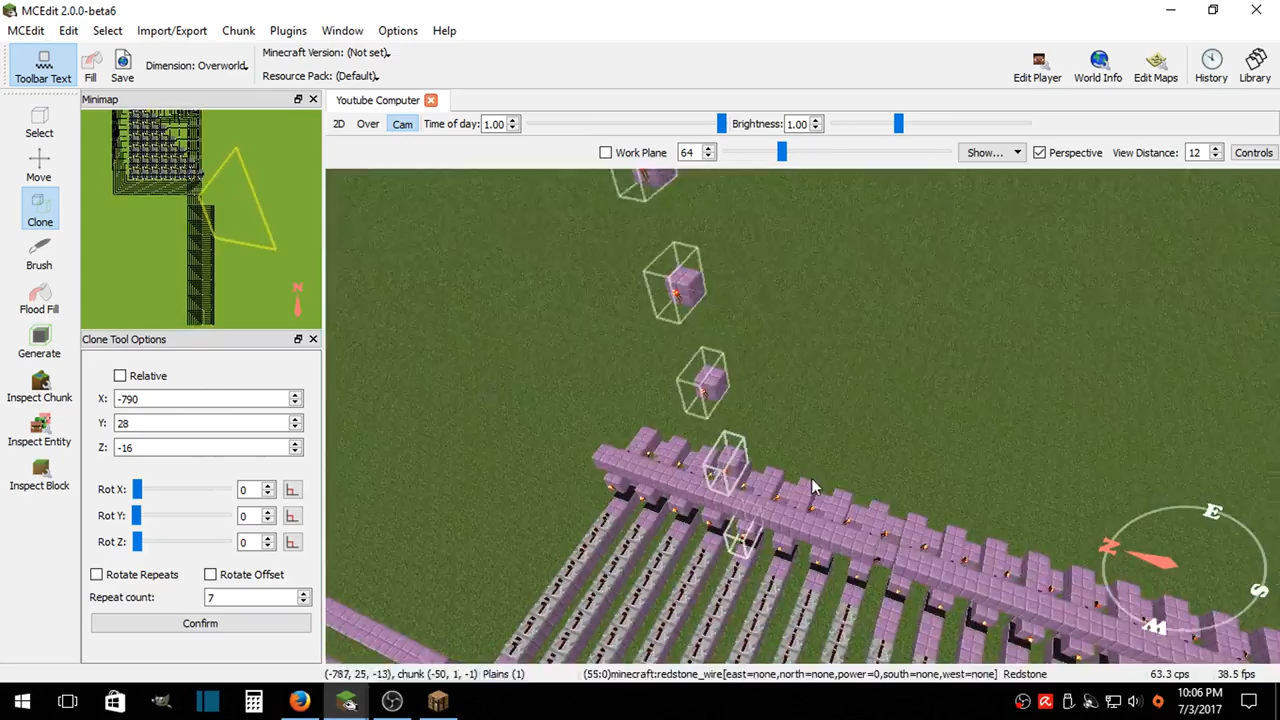 MCEdit 2.0.0-beta6
MCEdit Edit Select Import/Export Chunk Plugins Window Options Help
Toolbar Text
Fill
Save
Dimension: Overworld
Minecraft Version: (Not set)
Resource Pack: (Default)
Edit Player
World Info
Edit Maps
History
Library
Select
Move
Clone
Brush
Flood Fill
Generate
Inspect Chunk
Inspect Entity
Inspect Block
Minimap
N
Clone Tool Options
Relative
X: -790
Y: 28
Z: -16
Rot X: 0
Rot Y: 0
Rot Z: 0
Rotate Repeats Rotate Offset
Repeat count: 7
Confirm
Youtube Computer
2D Over Cam Time of day: 1.00 Brightness: 1.00
Work Plane 64 Show... Perspective View Distance: 12 Controls
E
N
S
W
(-787, 25, -13), chunk (-50, 1, -1) Plains (1) (55:0)minecraft:redstone_wire[east=none,north=none,power=0,south=none,west=none] Redstone 63.3 cps 38.5 fps
10:06 PM
7/3/2017